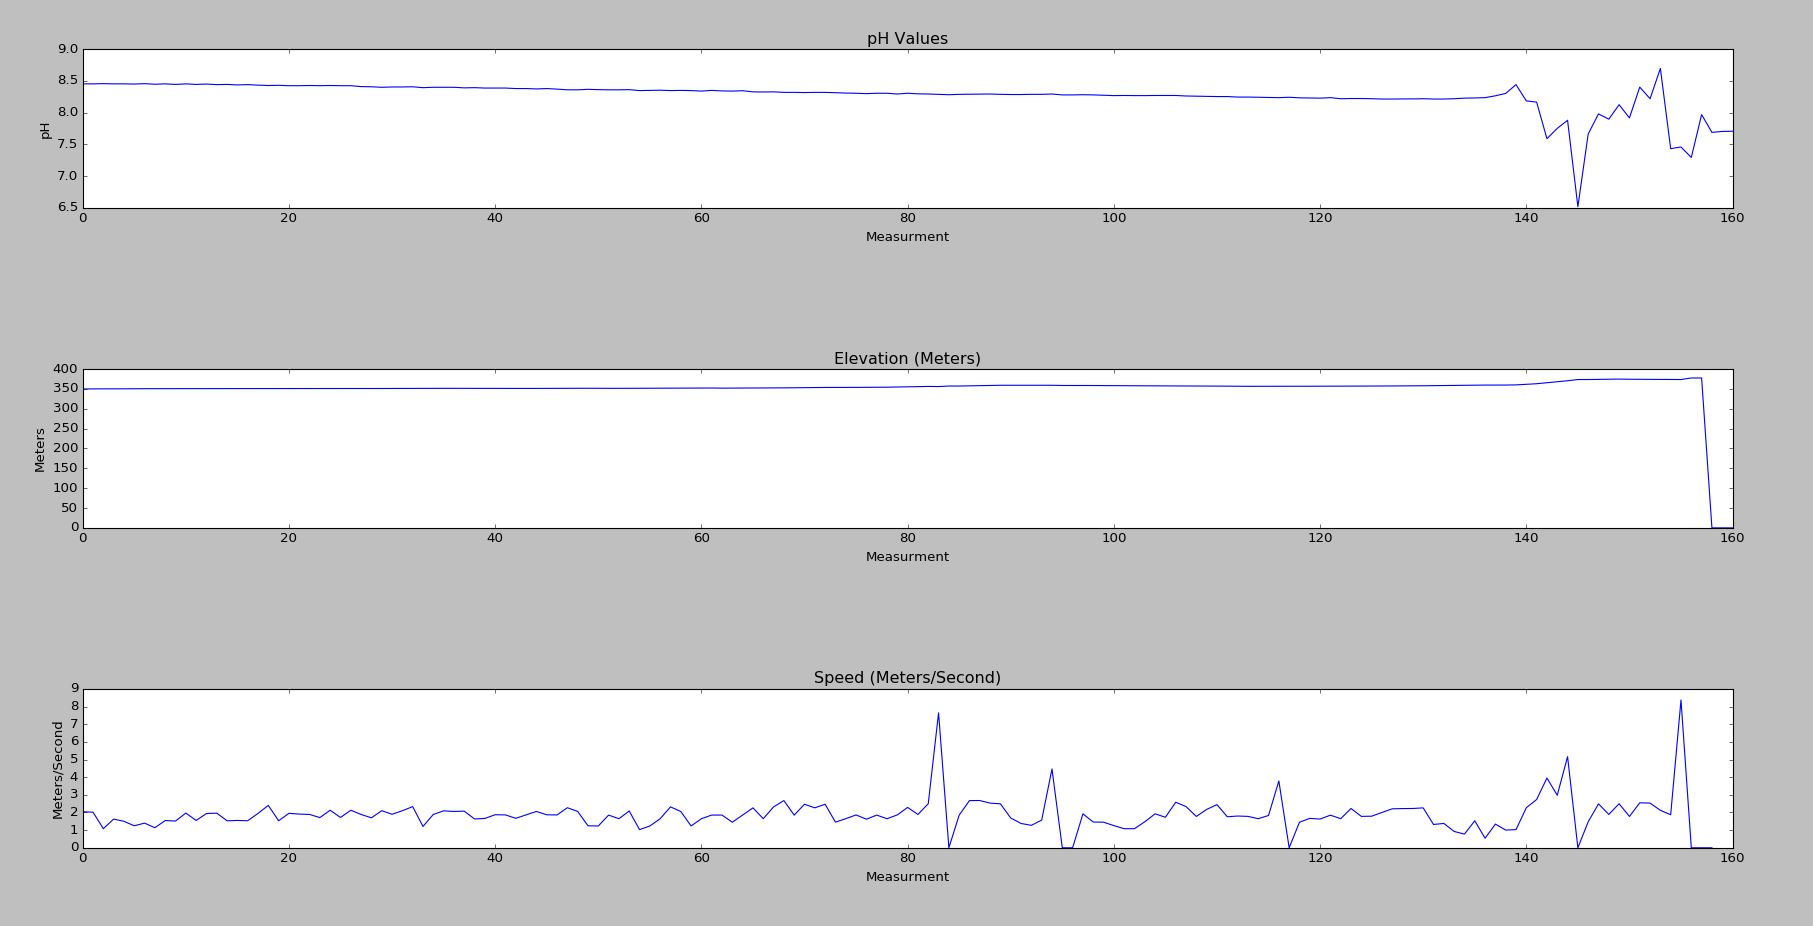 pH Values
9.0
8.5
8.0
7.5
7.0
6.5
pH
0 20 40 60 80 100 120 140 160
Measurment
Elevation (Meters)
400
350
300
250
200
150
100
50
0
Meters
0 20 40 60 80 100 120 140 160
Measurment
Speed (Meters/Second)
9
8
7
6
5
4
3
2
1
0
Meters/Second
0 20 40 60 80 100 120 140 160
Measurment